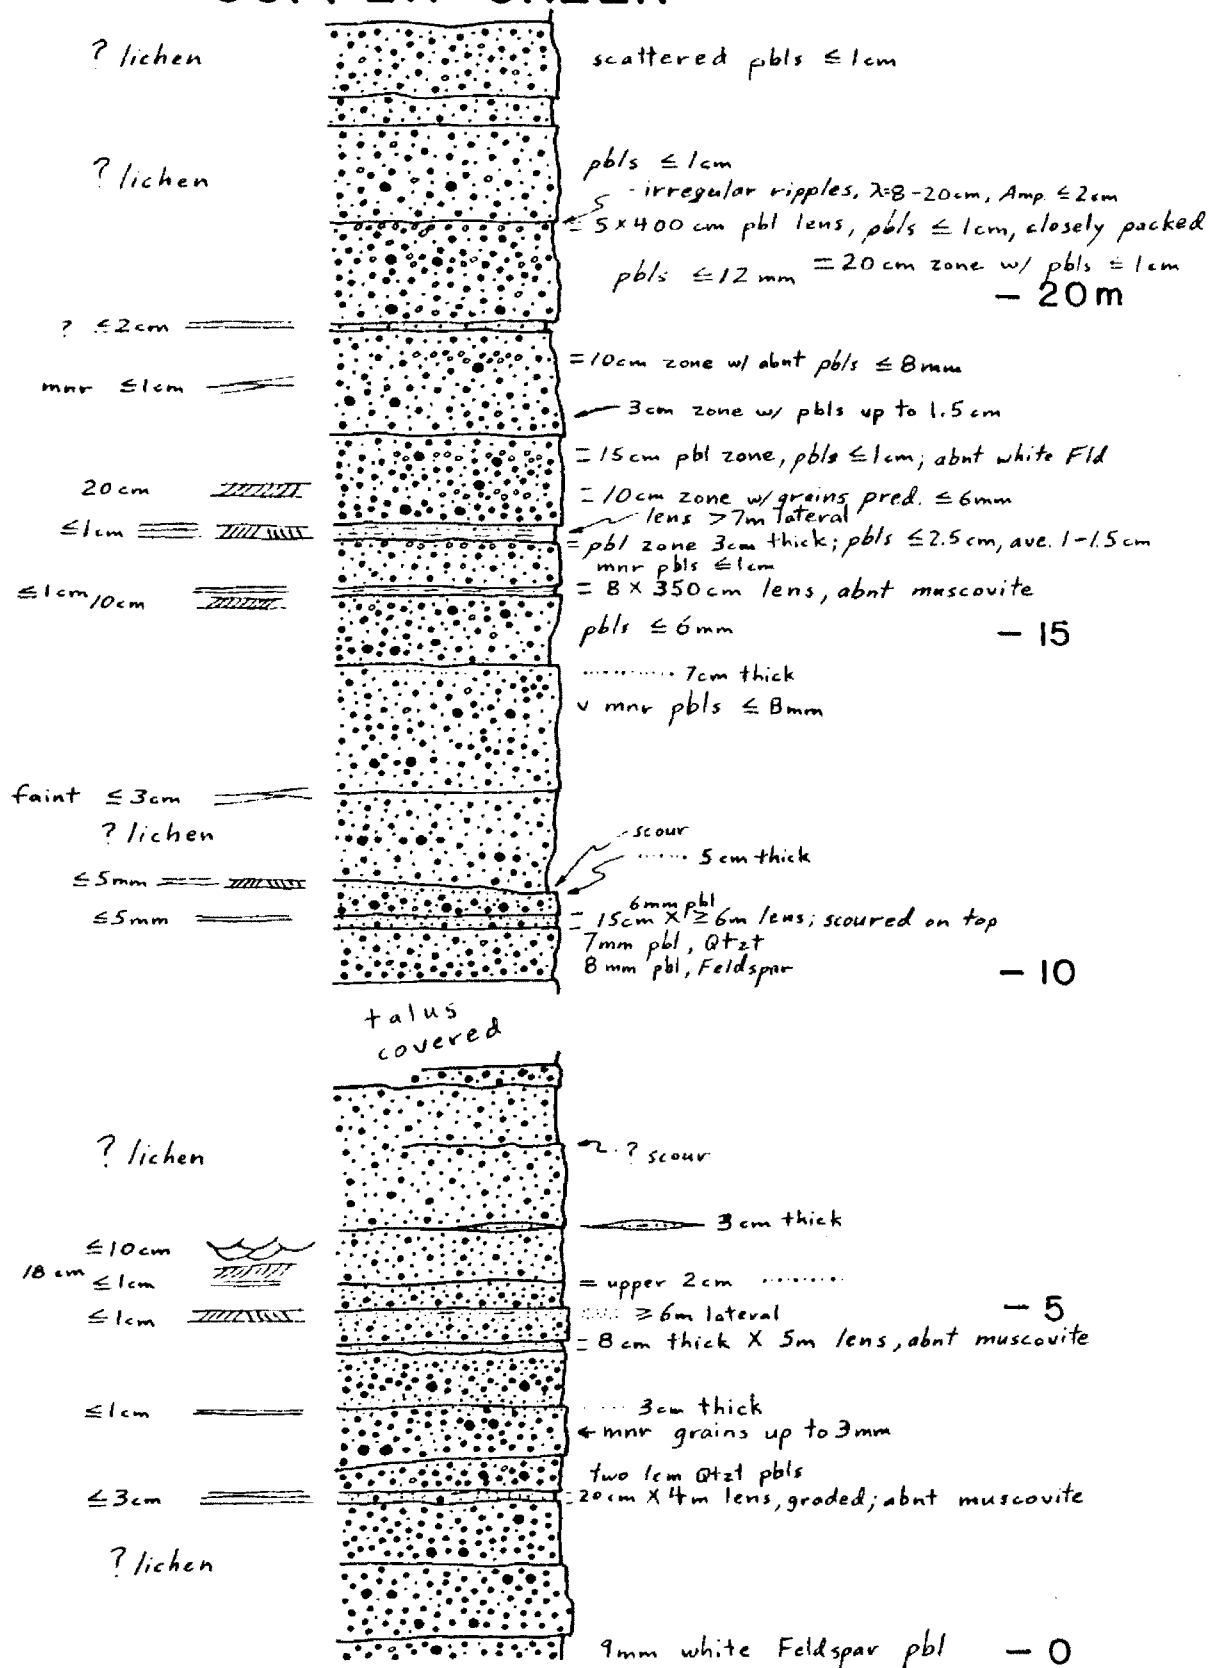 ? lichen scattered pbls ≤ 1cm
? lichen pbls ≤ 1cm
irregular ripples, λ=8-20cm, Amp. ≤ 2cm
= 5 × 400 cm pbl lens, pbls ≤ 1cm, closely packed
pbls ≤ 12 mm = 20 cm zone w/ pbls ≤ 1cm
- 20 m
? ≤ 2cm
= 10cm zone w/ abnt pbls ≤ 8mm
mnr ≤ 1cm
3cm zone w/ pbls up to 1.5 cm
= 15cm pbl zone, pbls ≤ 1cm; abnt white Fld
20 cm = 10cm zone w/ grains pred. ≤ 6mm
lens > 7m lateral
≤ 1cm = pbl zone 3cm thick; pbls ≤ 2.5cm, ave. 1-1.5cm
mnr pbls ≤ 1cm
≤ 1cm 10cm = 8 × 350 cm lens, abnt muscovite
pbls ≤ 6mm - 15
7cm thick
v mnr pbls ≤ 8mm
faint ≤ 3cm
? lichen scour
5cm thick
≤ 5mm
6mm pbl
≤ 5mm = 15cm × ≥ 6m lens; scoured on top
7mm pbl, Qtzt
8mm pbl, Feldspar - 10
talus
covered
? lichen ? scour
3cm thick
≤ 10cm
18 cm ≤ 1cm = upper 2cm
≤ 1cm ≥ 6m lateral - 5
= 8cm thick × 5m lens, abnt muscovite
≤ 1cm 3cm thick
mnr grains up to 3mm
two 1cm Qtzt pbls
≤ 3cm = 20cm × 4m lens, graded; abnt muscovite
? lichen
9mm white Feldspar pbl - 0